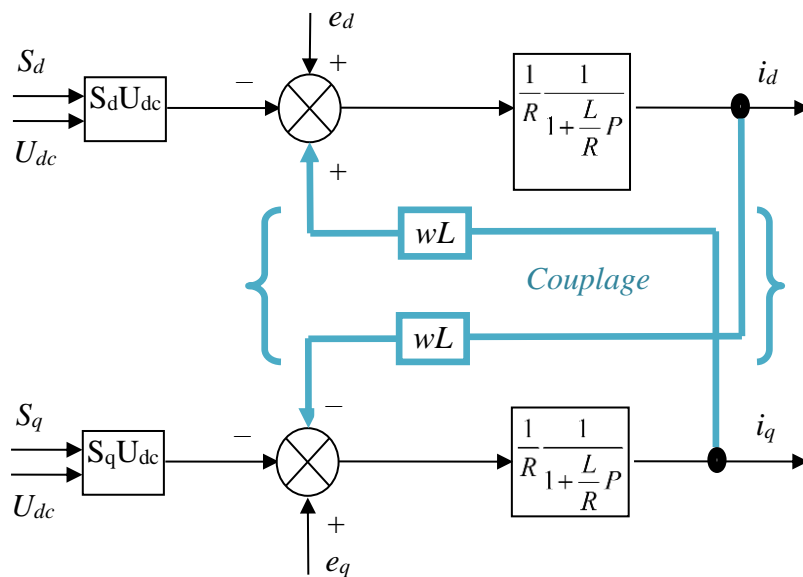 e_d
S_d
S_dU_dc
U_dc
−
+
+
1/R 1/(1+L/R P)
i_d
wL
Couplage
wL
−
S_q
S_qU_dc
U_dc
−
+
e_q
1/R 1/(1+L/R P)
i_q